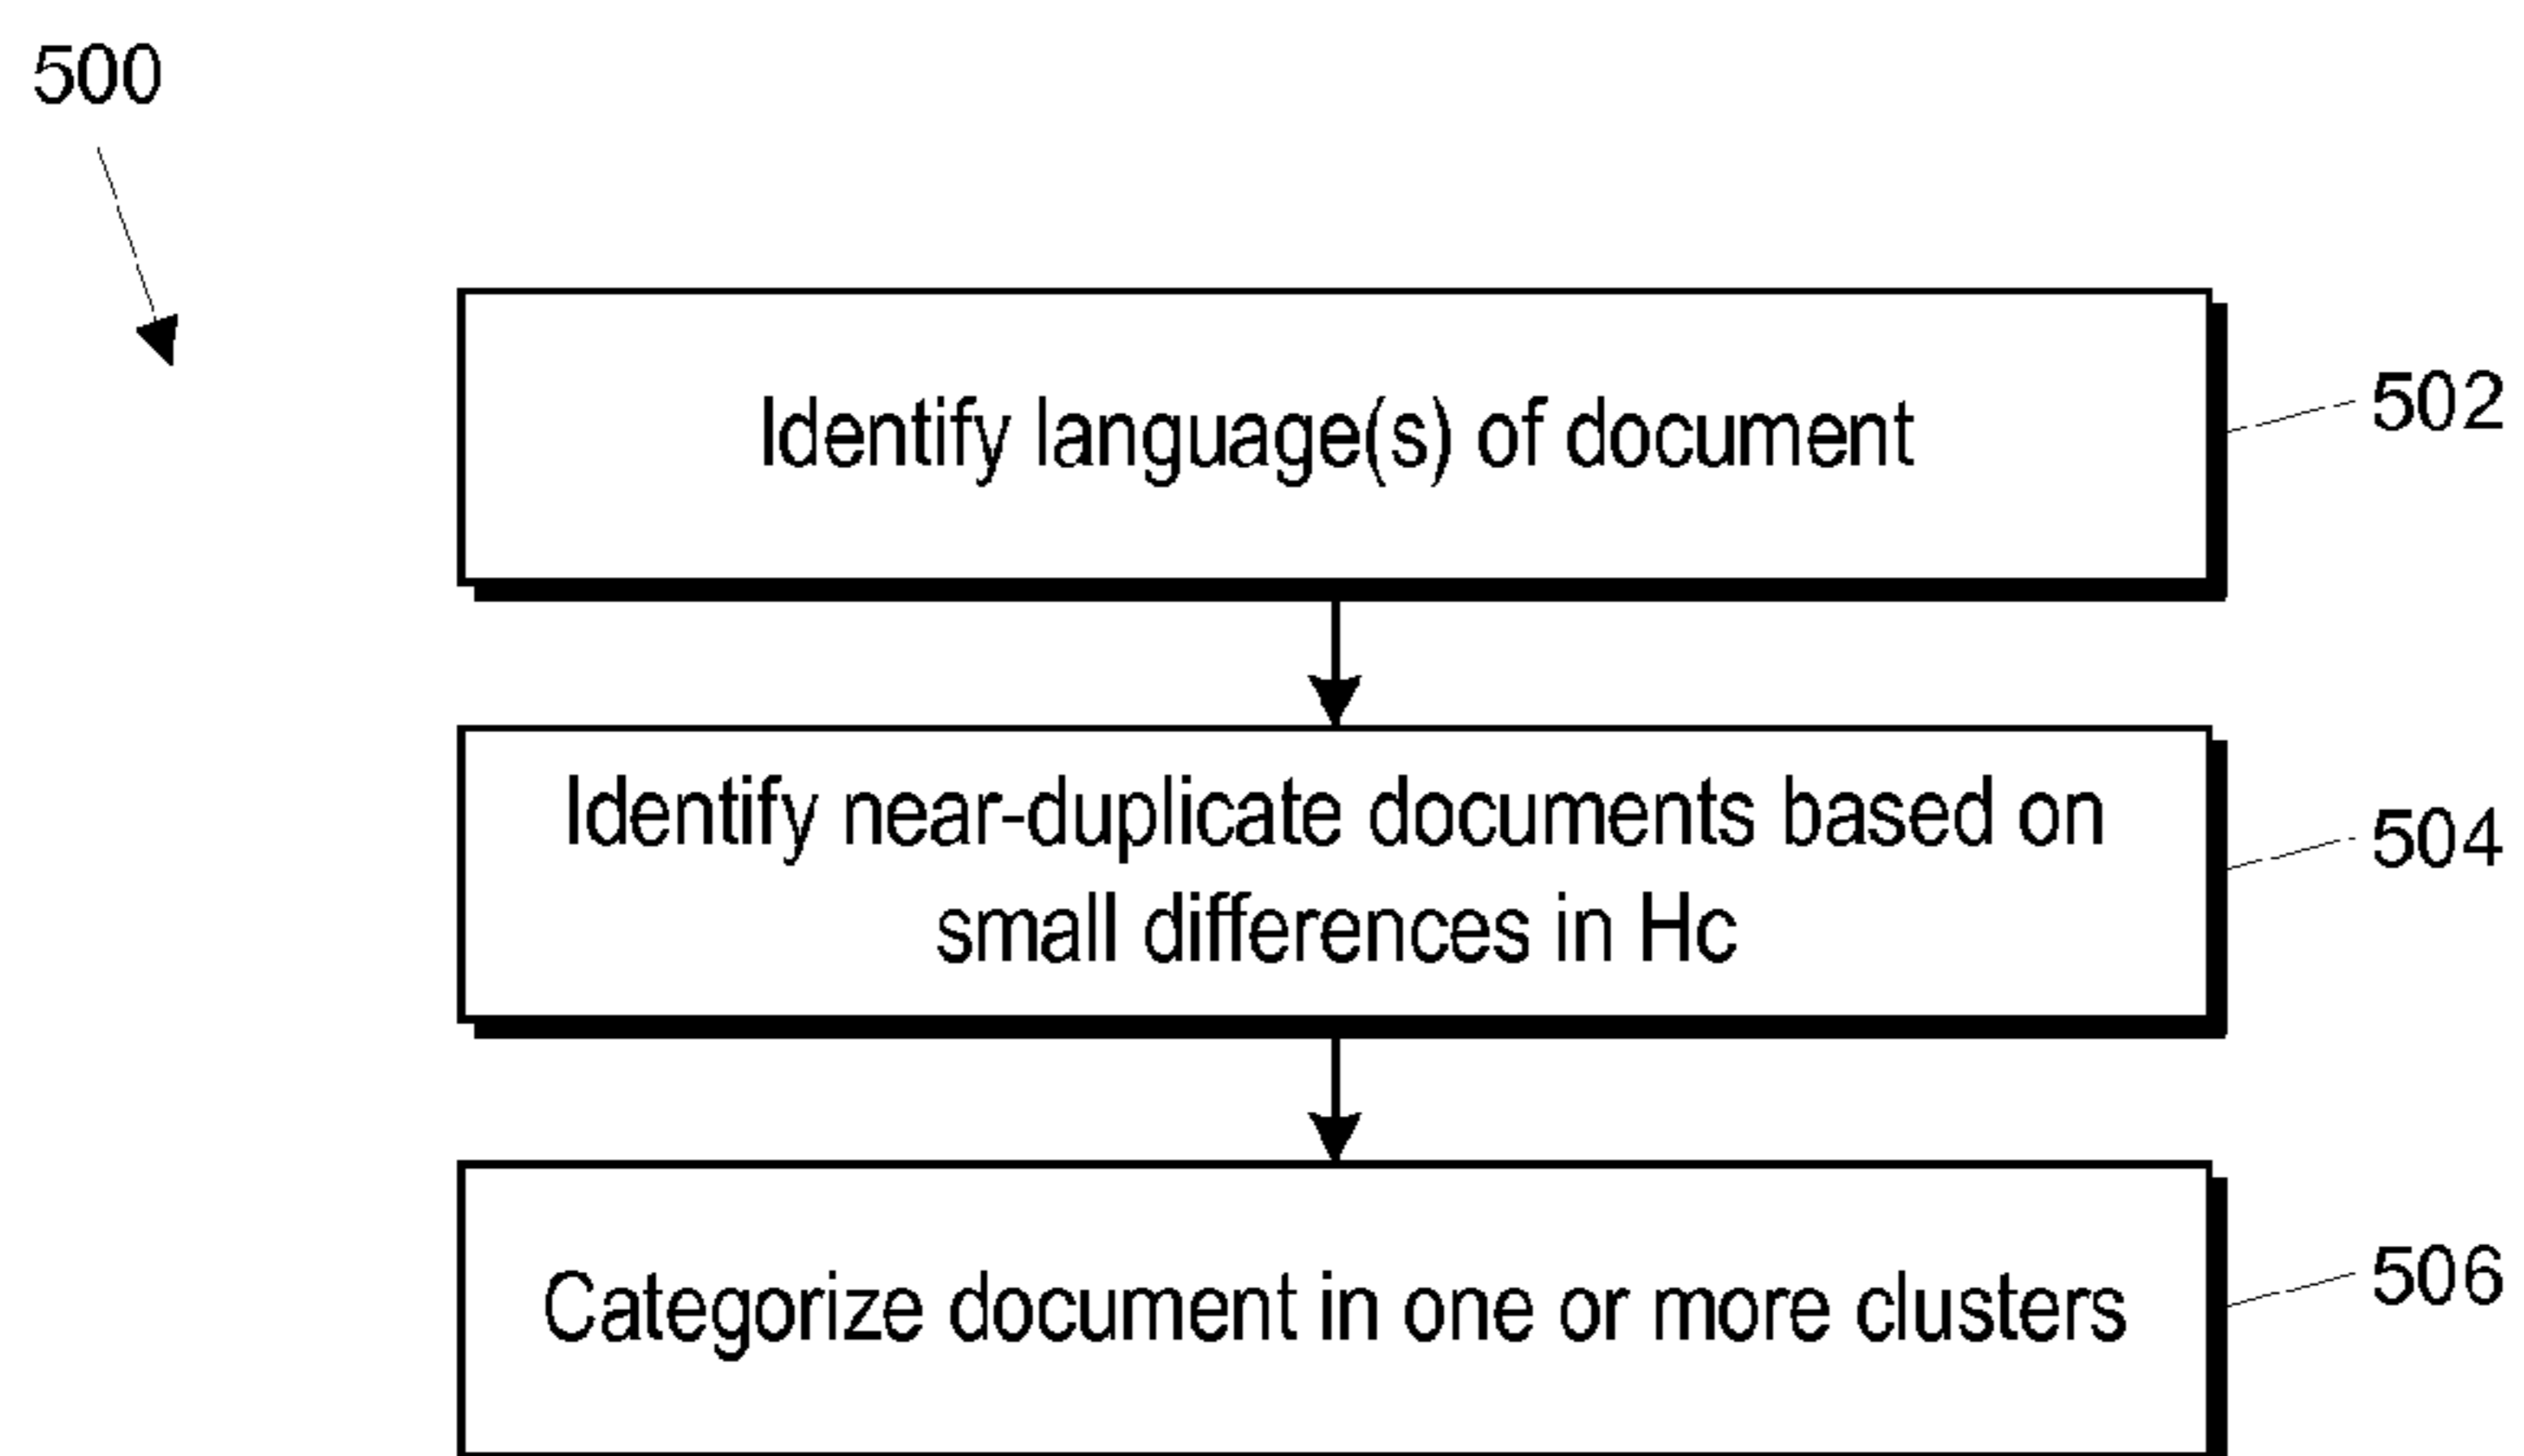 500
Identify language(s) of document
502
Identify near-duplicate documents based on
small differences in Hc
504
Categorize document in one or more clusters
506